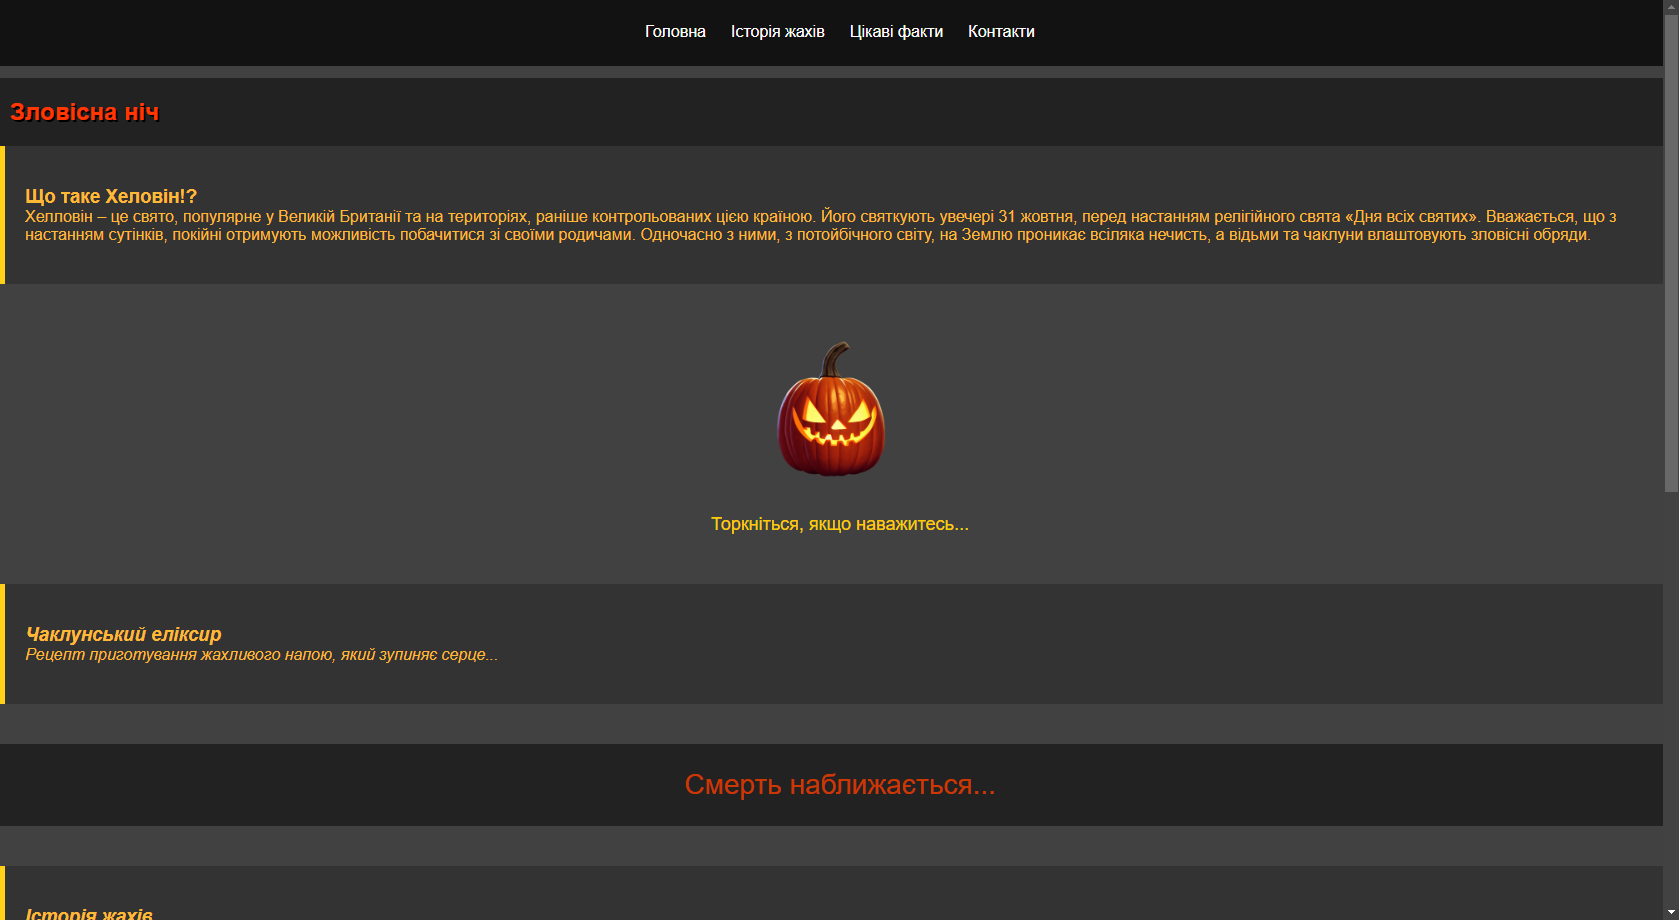 Головна Історія жахів Цікаві факти Контакти
Зловісна ніч
Що таке Хеловін!?
Хелловін – це свято, популярне у Великій Британії та на територіях, раніше контрольованих цією країною. Його святкують увечері 31 жовтня, перед настанням релігійного свята «Дня всіх святих». Вважається, що з
настанням сутінків, покійні отримують можливість побачитися зі своїми родичами. Одночасно з ними, з потойбічного світу, на Землю проникає всіляка нечисть, а відьми та чаклуни влаштовують зловісні обряди.
Торкніться, якщо наважитесь...
Чаклунський еліксир
Рецепт приготування жахливого напою, який зупиняє серце...
Смерть наближається...
Історія жахів